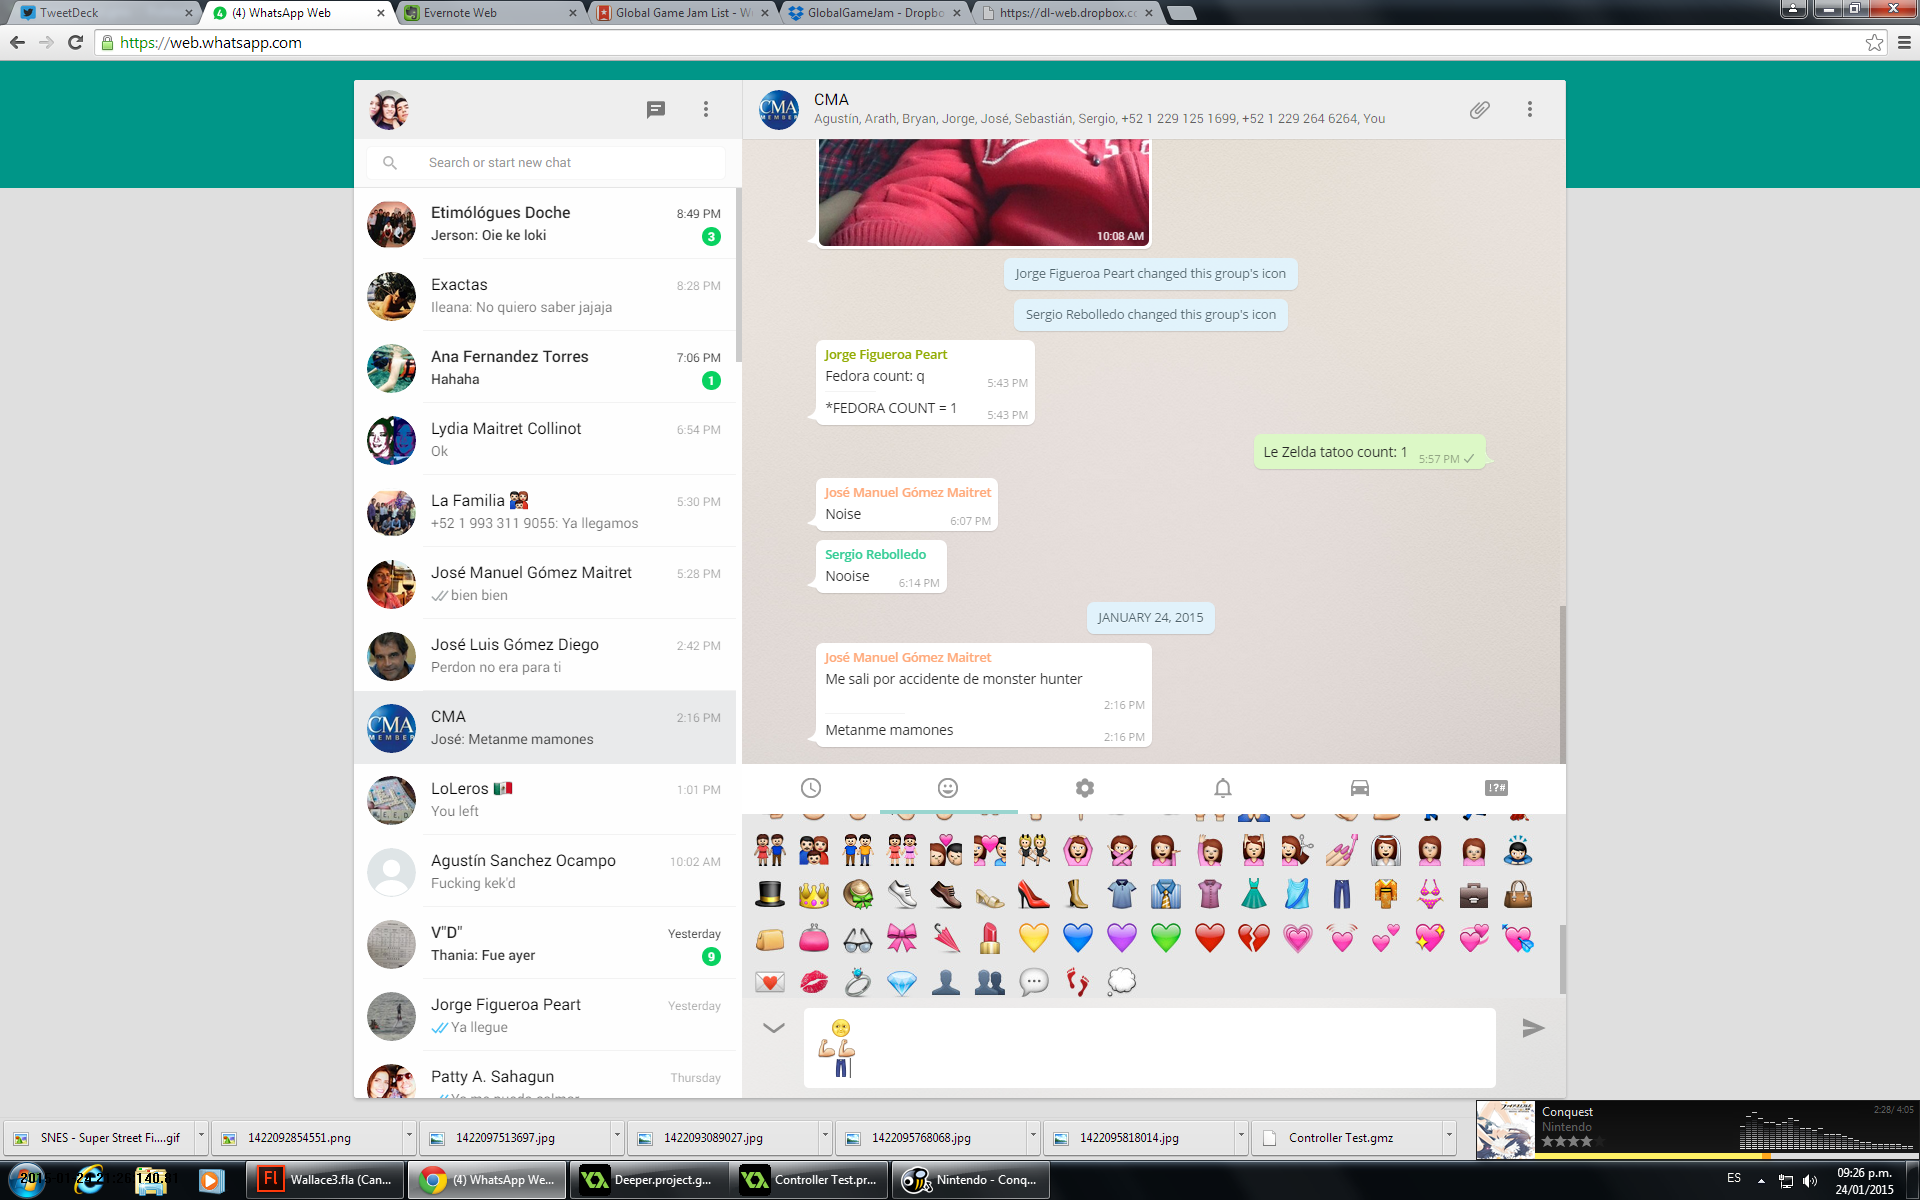 TweetDeck
(4) WhatsApp Web
Evernote Web
Global Game Jam List - W
GlobalGameJam - Dropbo
https://dl-web.dropbox.co
https://web.whatsapp.com
Search or start new chat
Etimólógues Doche 8:49 PM
Jerson: Oie ke loki 3
Exactas 8:28 PM
Ileana: No quiero saber jajaja
Ana Fernandez Torres 7:06 PM
Hahaha 1
Lydia Maitret Collinot 6:54 PM
Ok
La Familia 5:30 PM
+52 1 993 311 9055: Ya llegamos
José Manuel Gómez Maitret 5:28 PM
bien bien
José Luis Gómez Diego 2:42 PM
Perdon no era para ti
CMA 2:16 PM
José: Metanme mamones
LoLeros 1:01 PM
You left
Agustín Sanchez Ocampo 10:02 AM
Fucking kek'd
V"D" Yesterday
Thania: Fue ayer 9
Jorge Figueroa Peart Yesterday
Ya llegue
Patty A. Sahagun Thursday
CMA MEMBER
CMA
Agustín, Arath, Bryan, Jorge, José, Sebastián, Sergio, +52 1 229 125 1699, +52 1 229 264 6264, You
10:08 AM
Jorge Figueroa Peart changed this group's icon
Sergio Rebolledo changed this group's icon
Jorge Figueroa Peart
Fedora count: q 5:43 PM
*FEDORA COUNT = 1 5:43 PM
Le Zelda tatoo count: 1 5:57 PM
José Manuel Gómez Maitret
Noise 6:07 PM
Sergio Rebolledo
Nooise 6:14 PM
JANUARY 24, 2015
José Manuel Gómez Maitret
Me sali por accidente de monster hunter
2:16 PM
Metanme mamones 2:16 PM
!?#
SNES - Super Street Fi....gif
1422092854551.png
1422097513697.jpg
1422093089027.jpg
1422095768068.jpg
1422095818014.jpg
Controller Test.gmz
Conquest 2:28/ 4:05
Nintendo
Wallace3.fla (Can...
(4) WhatsApp We...
Deeper.project.g...
Controller Test.pr...
Nintendo - Conq...
ES
09:26 p.m.
24/01/2015